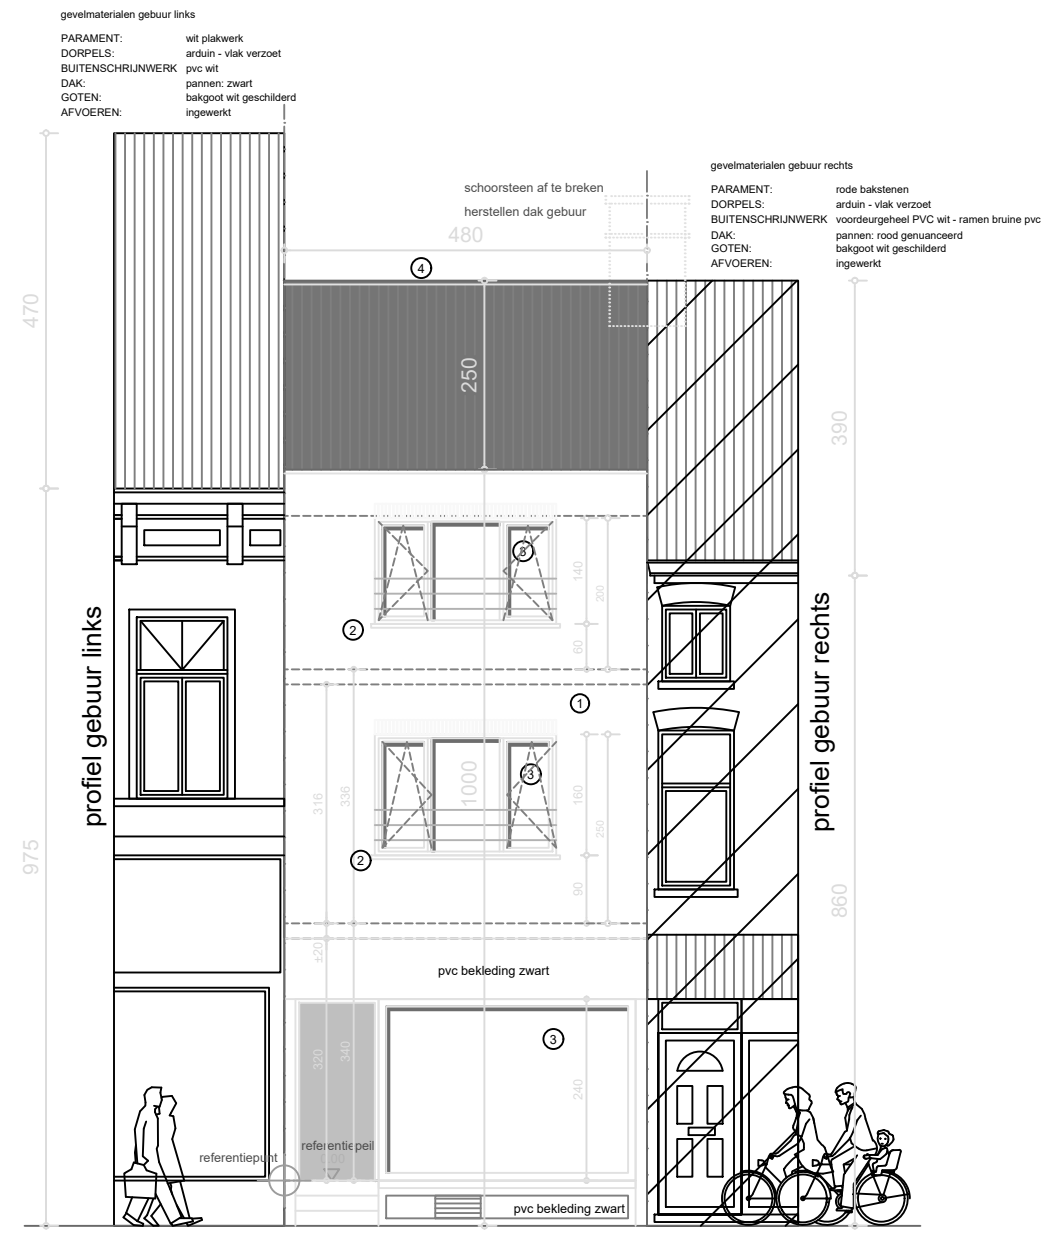 gevelmaterialen gebuur links
PARAMENT: wit plakwerk
DORPELS: arduin - vlak verzoet
BUITENSCHRIJNWERK pvc wit
DAK: pannen: zwart
GOTEN: bakgoot wit geschilderd
AFVOEREN: ingewerkt
gevelmaterialen gebuur rechts
PARAMENT: rode bakstenen
DORPELS: arduin - vlak verzoet
BUITENSCHRIJNWERK voordeurgeheel PVC wit - ramen bruine pvc
DAK: pannen: rood genuanceerd
GOTEN: bakgoot wit geschilderd
AFVOEREN: ingewerkt
schoorsteen af te breken
herstellen dak gebuur
480
4
470
250
390
3
140
200
2
60
profiel gebuur links
profiel gebuur rechts
1
3
1000
316
336
160
250
2
90
975
860
±20
pvc bekleding zwart
3
320
340
240
referentiepeil
referentiepunt
pvc bekleding zwart